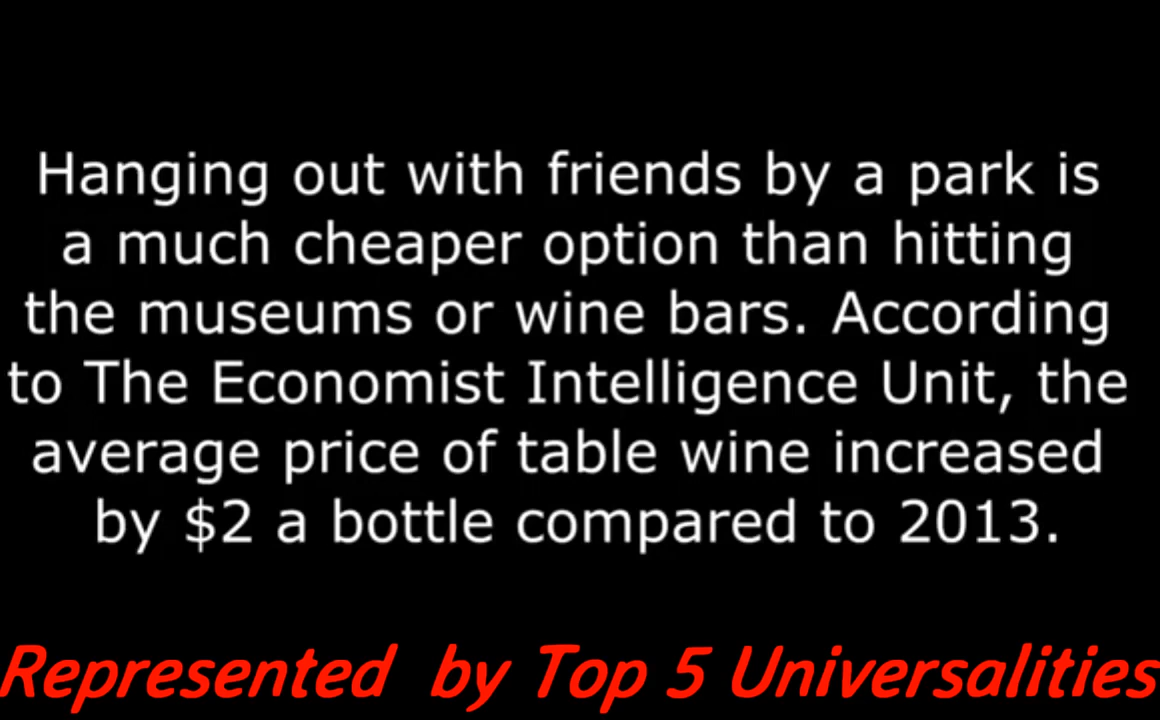 Hanging out with friends by a park is
a much cheaper option than hitting
the museums or wine bars. According
to The Economist Intelligence Unit, the
average price of table wine increased
by $2 a bottle compared to 2013.
Represented by Top 5 Universalities